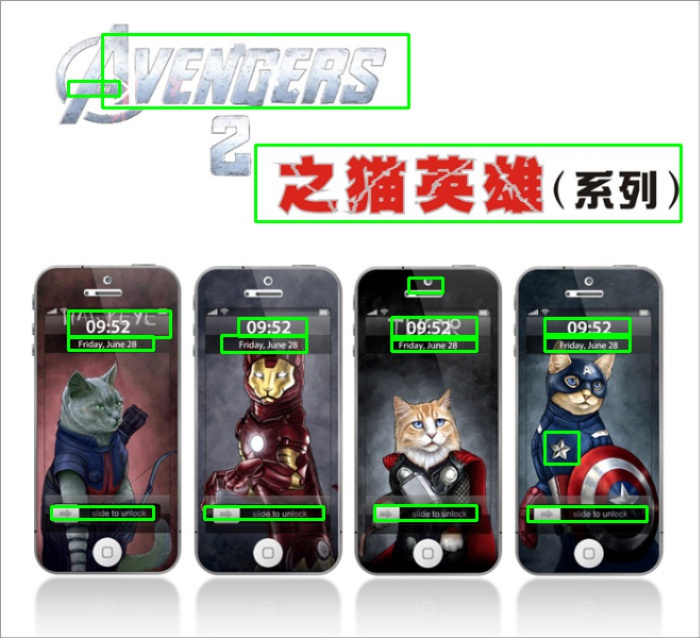 AVENGERS
2
之猫英雄(系列)
HAWKEYE
09:52
Friday, June 28
09:52
Friday, June 28
THOR
09:52
Friday, June 28
09:52
Friday, June 28
A
slide to unlock
slide to unlock
slide to unlock
slide to unlock